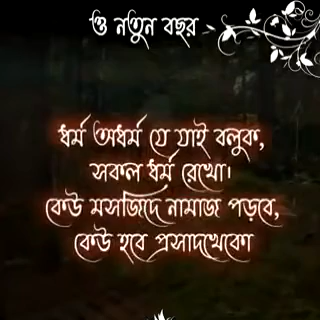 ও নতুন বছর
ধর্ম অধর্ম যে যাই বলুক,
সকল ধর্ম রেখো।
কেউ মসজিদে নামাজ পড়বে,
কেউ হবে প্রসাদখেকো